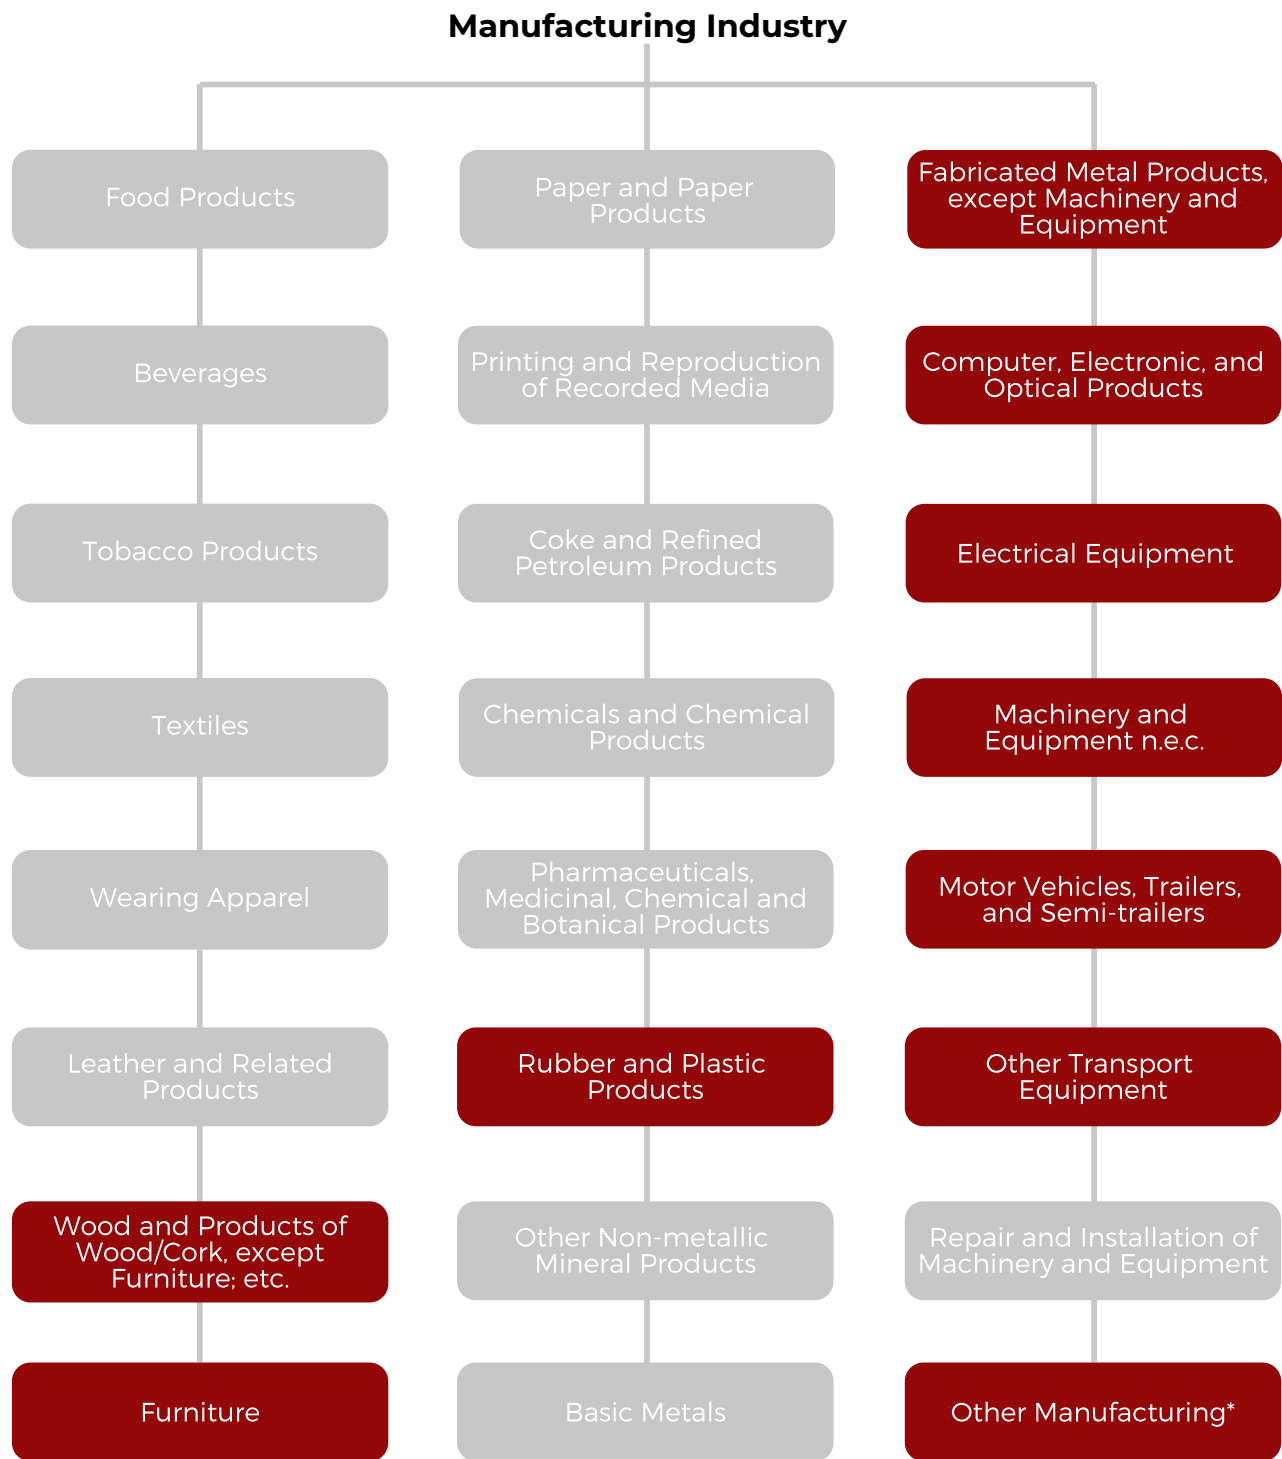 Manufacturing Industry
Food Products
Beverages
Tobacco Products
Textiles
Wearing Apparel
Leather and Related
Products
Wood and Products of
Wood/Cork, except
Furniture; etc.
Furniture
Paper and Paper
Products
Printing and Reproduction
of Recorded Media
Coke and Refined
Petroleum Products
Chemicals and Chemical
Products
Pharmaceuticals,
Medicinal, Chemical and
Botanical Products
Rubber and Plastic
Products
Other Non-metallic
Mineral Products
Basic Metals
Fabricated Metal Products,
except Machinery and
Equipment
Computer, Electronic, and
Optical Products
Electrical Equipment
Machinery and
Equipment n.e.c.
Motor Vehicles, Trailers,
and Semi-trailers
Other Transport
Equipment
Repair and Installation of
Machinery and Equipment
Other Manufacturing*